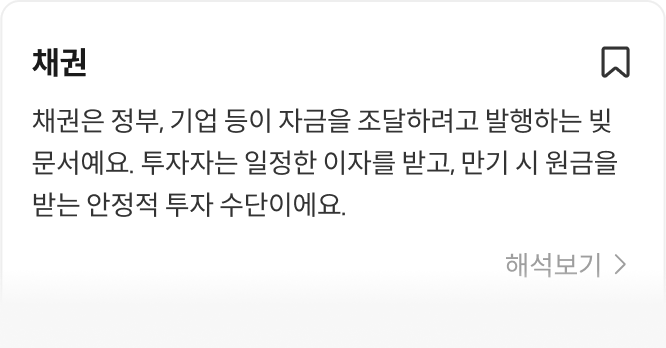 채권
채권은 정부, 기업 등이 자금을 조달하려고 발행하는 빚
문서예요. 투자자는 일정한 이자를 받고, 만기 시 원금을
받는 안정적 투자 수단이에요.
해석보기 >